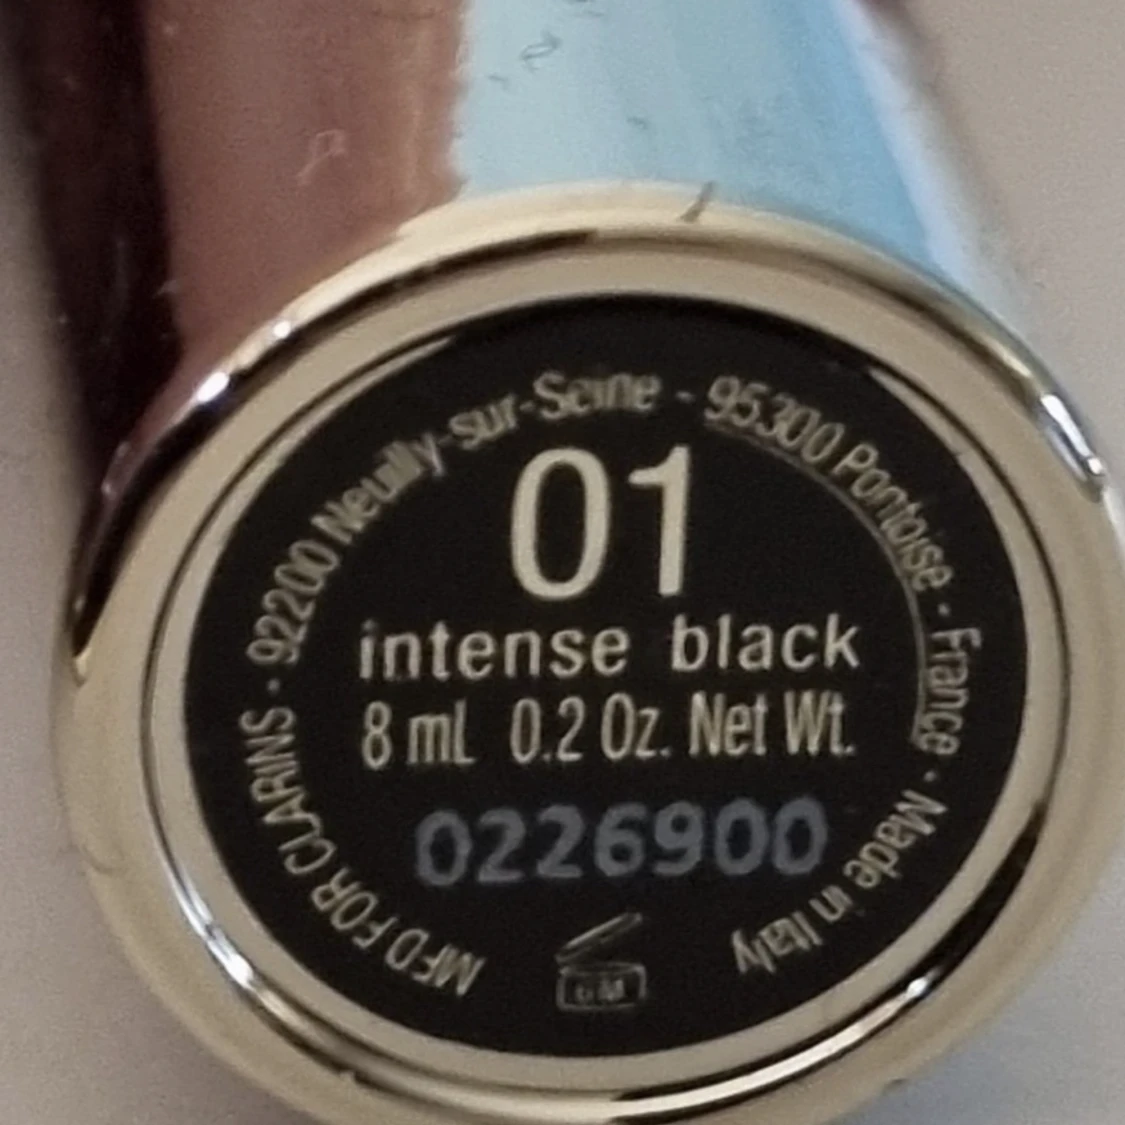 MFD FOR CLARINS - 92200 Neuilly-sur-Seine - 95300 Pontoise - France - Made in Italy
01
intense black
8 mL 0.2 Oz. Net Wt.
0226900
6M